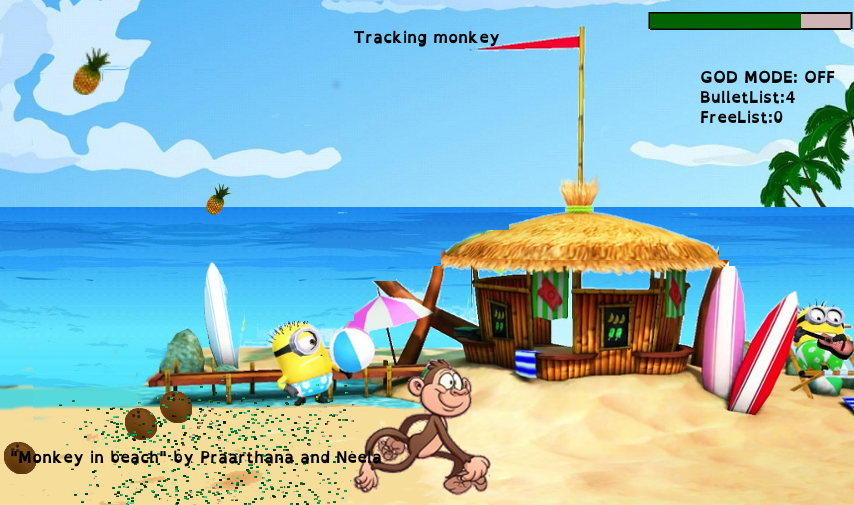 Tracking monkey
GOD MODE: OFF
BulletList:4
FreeList:0
"Monkey in beach" by Praarthana and Neela